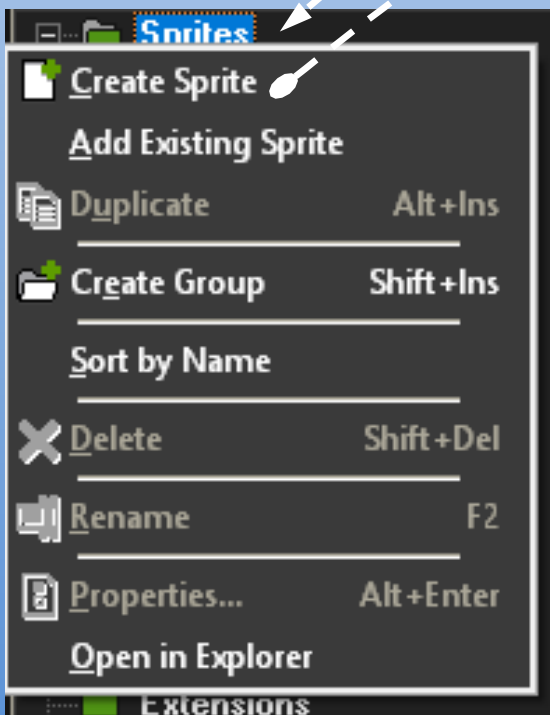 Sprites
Create Sprite
Add Existing Sprite
Duplicate Alt+Ins
Create Group Shift+Ins
Sort by Name
Delete Shift+Del
Rename F2
Properties... Alt+Enter
Open in Explorer
Extensions